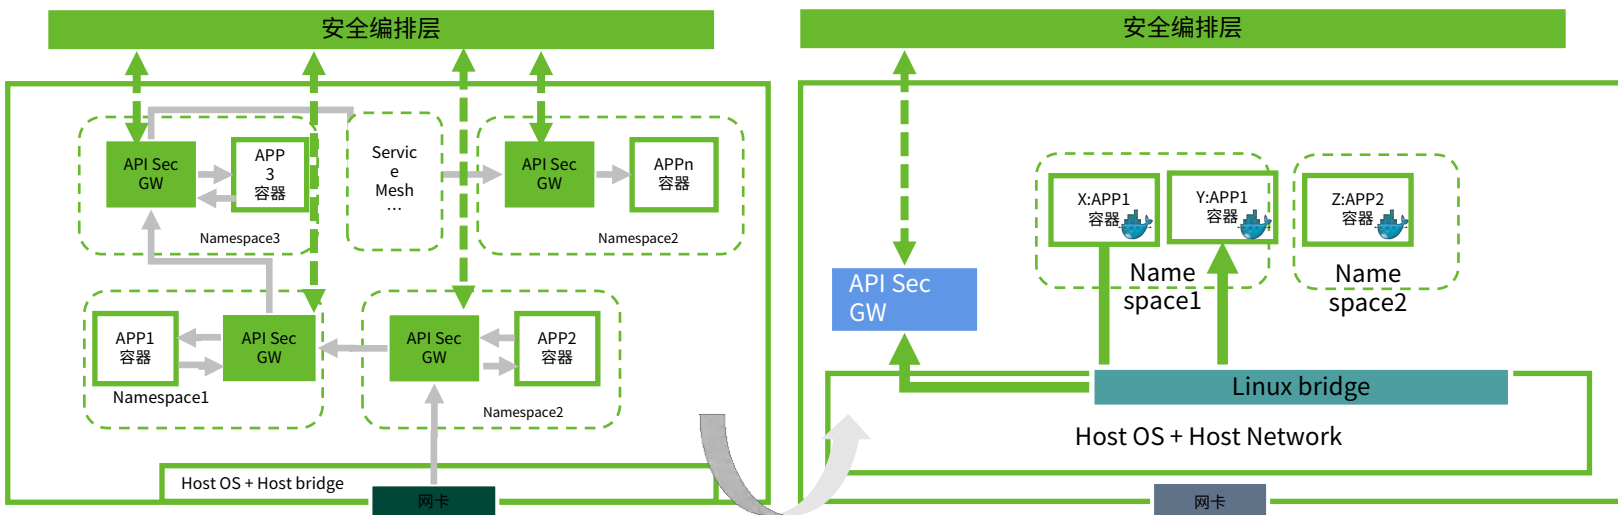 安全编排层
API Sec
GW
APP
3
容器
Namespace3
Servic
e
Mesh
...
API Sec
GW
APPn
容器
Namespace2
APP1
容器
API Sec
GW
Namespace1
API Sec
GW
APP2
容器
Namespace2
Host OS + Host bridge
网卡
安全编排层
API Sec
GW
X:APP1
容器
Y:APP1
容器
Name
space1
Z:APP2
容器
Name
space2
Linux bridge
Host OS + Host Network
网卡